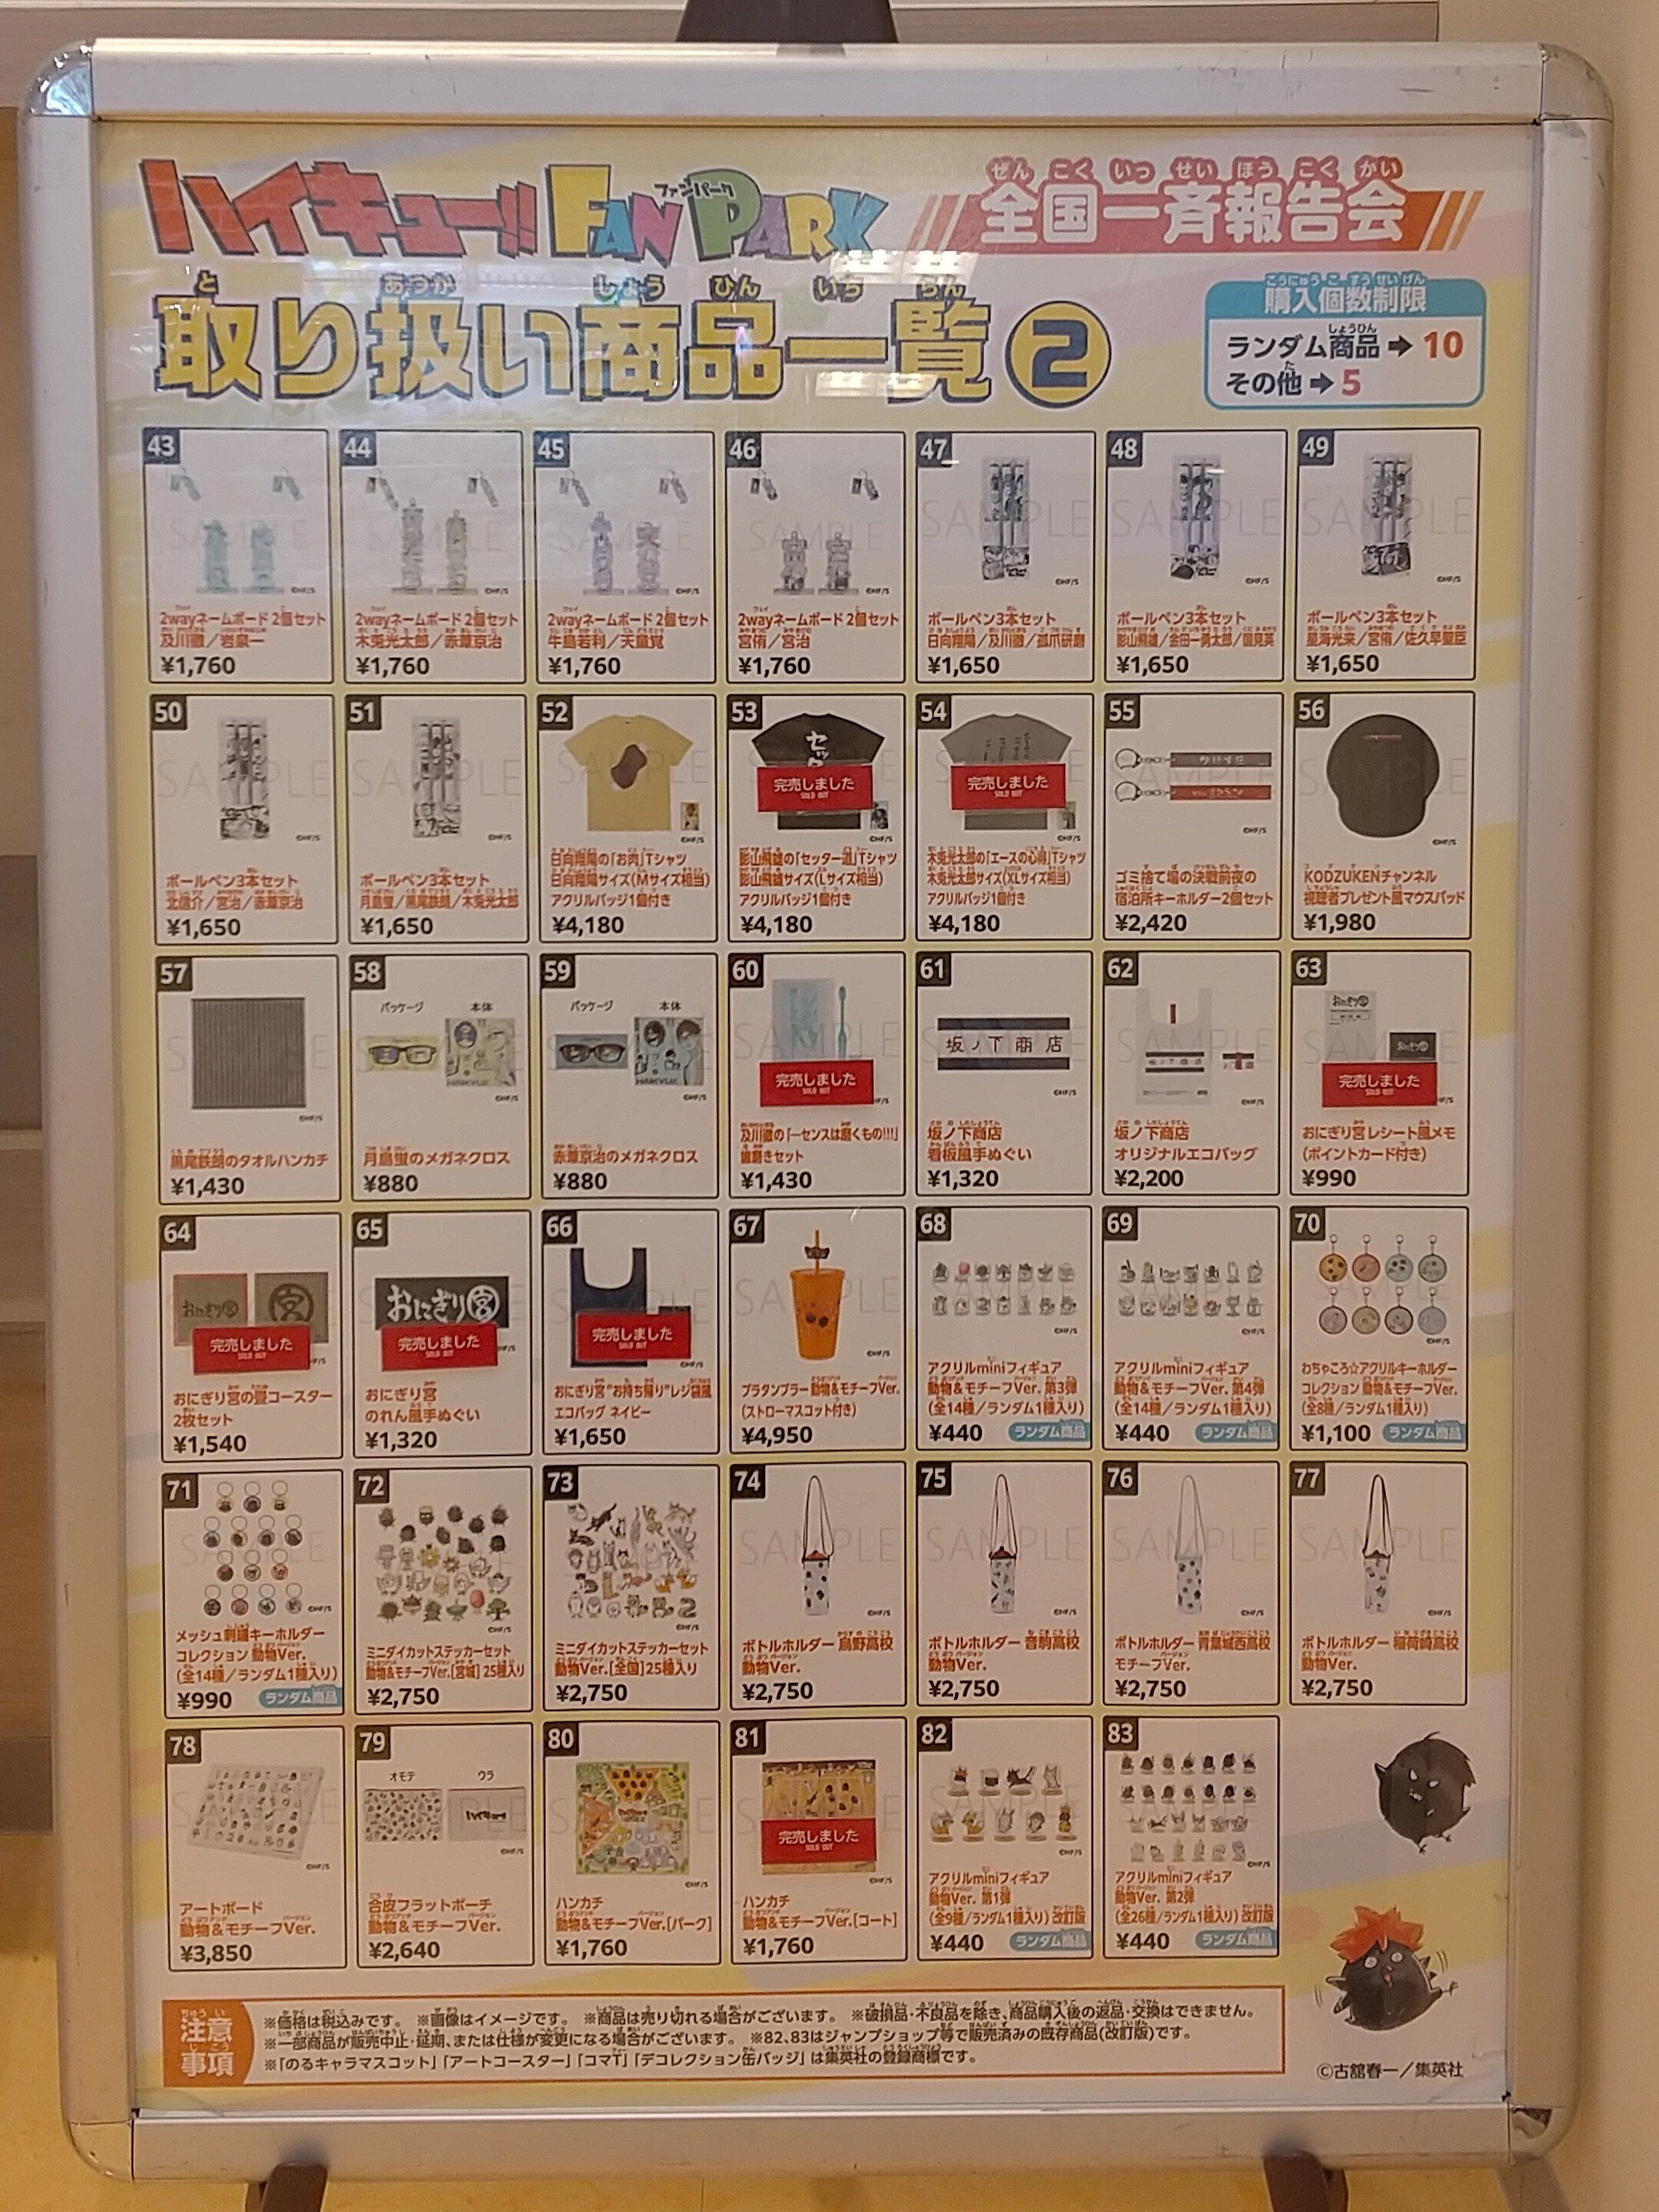 ハイキュー!! FAN PARK
ファンパーク
ぜんこくいっせいほうこくかい
全国一斉報告会
と あつか しょう ひん いち らん
取り扱い商品一覧 2
こうにゅうこすうせいげん
購入個数制限
ランダム商品➡10
その他➡5
43
2wayネームボード 2個セット
及川徹/岩泉一
¥1,760
44
2wayネームボード 2個セット
木兎光太郎/赤葦京治
¥1,760
45
2wayネームボード 2個セット
牛島若利/天童覚
¥1,760
46
2wayネームボード 2個セット
宮侑/宮治
¥1,760
47
ボールペン3本セット
日向翔陽/及川徹/孤爪研磨
¥1,650
48
ボールペン3本セット
影山飛雄/金田一勇太郎/国見英
¥1,650
49
ボールペン3本セット
星海光来/宮侑/佐久早聖臣
¥1,650
50
ボールペン3本セット
北信介/宮治/赤葦京治
¥1,650
51
ボールペン3本セット
月島蛍/黒尾鉄朗/木兎光太郎
¥1,650
52
日向翔陽の「お肉」Tシャツ
日向翔陽サイズ(Mサイズ相当)
アクリルバッジ1個付き
¥4,180
53
完売しました
SOLD OUT
影山飛雄の「セッター道」Tシャツ
影山飛雄サイズ(Lサイズ相当)
アクリルバッジ1個付き
¥4,180
54
完売しました
SOLD OUT
木兎光太郎の「エースの心得」Tシャツ
木兎光太郎サイズ(XLサイズ相当)
アクリルバッジ1個付き
¥4,180
55
ゴミ捨て場の決戦前夜の
宿泊所キーホルダー2個セット
¥2,420
56
KODZUKENチャンネル
視聴者プレゼント風マウスパッド
¥1,980
57
黒尾鉄朗のタオルハンカチ
¥1,430
58
パッケージ 本体
月島蛍のメガネクロス
¥880
59
パッケージ 本体
赤葦京治のメガネクロス
¥880
60
完売しました
SOLD OUT
及川徹の「―センスは磨くもの!!!」
歯磨きセット
¥1,430
61
坂ノ下商店
坂ノ下商店
看板風手ぬぐい
¥1,320
62
坂ノ下商店
オリジナルエコバッグ
¥2,200
63
おにぎり宮
完売しました
SOLD OUT
おにぎり宮 レシート風メモ
(ポイントカード付き)
¥990
64
おにぎり宮
宮
完売しました
SOLD OUT
おにぎり宮の畳コースター
2枚セット
¥1,540
65
おにぎり宮
完売しました
SOLD OUT
おにぎり宮
のれん風手ぬぐい
¥1,320
66
完売しました
SOLD OUT
おにぎり宮"お持ち帰り"レジ袋風
エコバッグ ネイビー
¥1,650
67
プラタンブラー 動物&モチーフVer.
(ストローマスコット付き)
¥4,950
68
アクリルminiフィギュア
動物&モチーフVer. 第3弾
(全14種/ランダム1種入り)
¥440 ランダム商品
69
アクリルminiフィギュア
動物&モチーフVer. 第4弾
(全14種/ランダム1種入り)
¥440 ランダム商品
70
わちゃころ☆アクリルキーホルダー
コレクション 動物&モチーフVer.
(全8種/ランダム1種入り)
¥1,100 ランダム商品
71
メッシュ刺繍キーホルダー
コレクション 動物Ver.
(全14種/ランダム1種入り)
¥990 ランダム商品
72
ミニダイカットステッカーセット
動物&モチーフVer.[宮城] 25種入り
¥2,750
73
ミニダイカットステッカーセット
動物Ver.[全国]25種入り
¥2,750
74
ボトルホルダー 烏野高校
動物Ver.
¥2,750
75
ボトルホルダー 音駒高校
動物Ver.
¥2,750
76
ボトルホルダー 青葉城西高校
モチーフVer.
¥2,750
77
ボトルホルダー 稲荷崎高校
動物Ver.
¥2,750
78
アートボード
動物&モチーフVer.
¥3,850
79
オモテ ウラ
ハイキュー!!
合皮フラットポーチ
動物&モチーフVer.
¥2,640
80
ハンカチ
動物&モチーフVer.[パーク]
¥1,760
81
完売しました
SOLD OUT
ハンカチ
動物&モチーフVer.[コート]
¥1,760
82
アクリルminiフィギュア
動物Ver. 第1弾
(全9種/ランダム1種入り) 改訂版
¥440 ランダム商品
83
アクリルminiフィギュア
動物Ver. 第2弾
(全26種/ランダム1種入り) 改訂版
¥440 ランダム商品
注意
事項
※価格は税込みです。 ※画像はイメージです。 ※商品は売り切れる場合がございます。 ※破損品・不良品を除き、商品購入後の返品・交換はできません。
※一部商品が販売中止・延期、または仕様が変更になる場合がございます。 ※82、83はジャンプショップ等で販売済みの既存商品(改訂版)です。
※「のるキャラマスコット」「アートコースター」「コマT」「デコレクション缶バッジ」は集英社の登録商標です。
©古舘春一/集英社